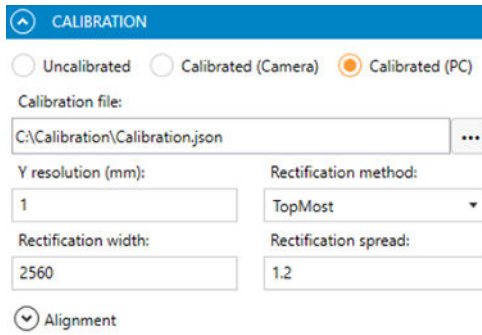 CALIBRATION
Uncalibrated Calibrated (Camera) Calibrated (PC)
Calibration file:
C:\Calibration\Calibration.json ...
Y resolution (mm): Rectification method:
1 TopMost
Rectification width: Rectification spread:
2560 1.2
Alignment